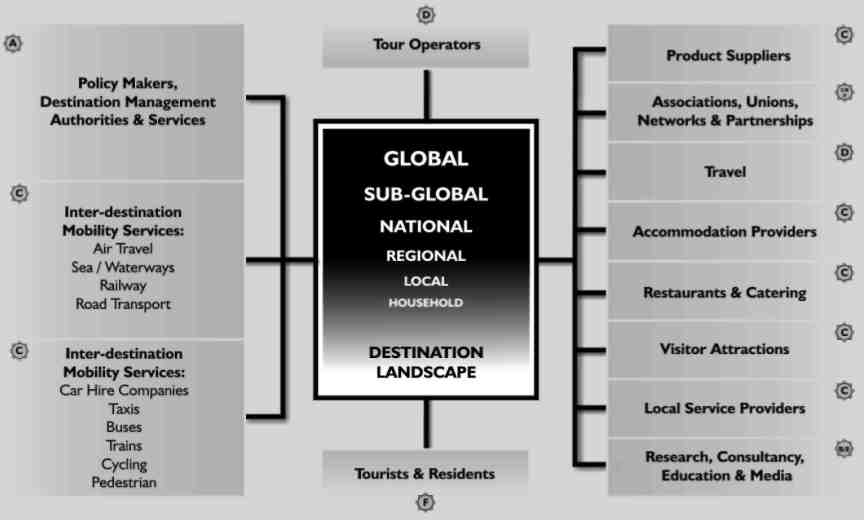 D
Tour Operators
A
Policy Makers,
Destination Management
Authorities & Services
C
Inter-destination
Mobility Services:
Air Travel
Sea / Waterways
Railway
Road Transport
C
Inter-destination
Mobility Services:
Car Hire Companies
Taxis
Buses
Trains
Cycling
Pedestrian
GLOBAL
SUB-GLOBAL
NATIONAL
REGIONAL
LOCAL
HOUSEHOLD
DESTINATION
LANDSCAPE
Tourists & Residents
F
C
Product Suppliers
Associations, Unions,
Networks & Partnerships
D
Travel
C
Accommodation Providers
C
Restaurants & Catering
C
Visitor Attractions
C
Local Service Providers
Research, Consultancy,
Education & Media